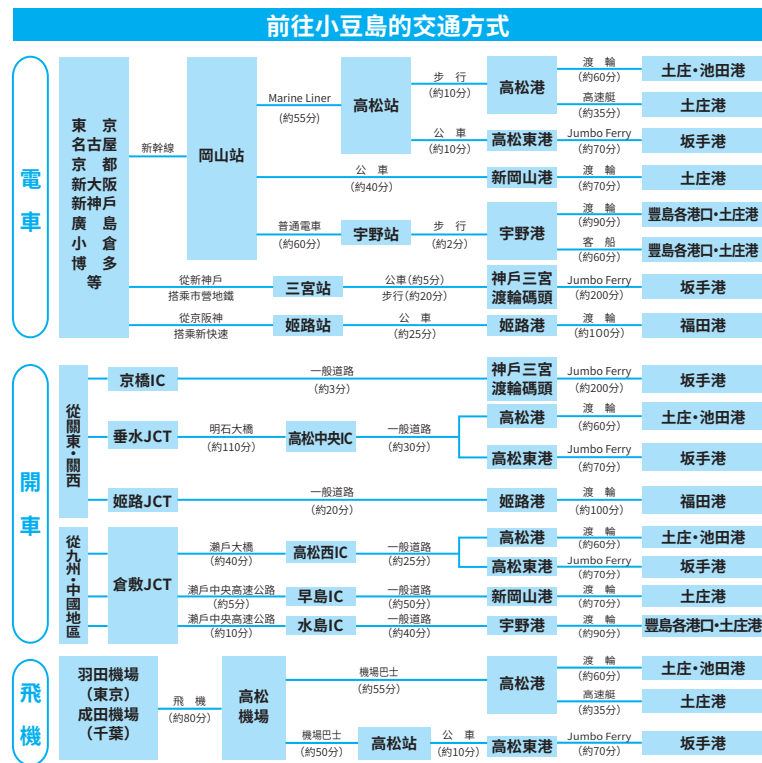 前往小豆島的交通方式
電車
東京
名古屋
京都
新大阪
新神戶
廣島
小倉
博多
等
新幹線
岡山站
Marine Liner
(約55分)
高松站
步行
(約10分)
高松港
渡輪
(約60分)
土庄・池田港
高速艇
(約35分)
土庄港
公車
(約10分)
高松東港
Jumbo Ferry
(約70分)
坂手港
公車
(約40分)
新岡山港
渡輪
(約70分)
土庄港
普通電車
(約60分)
宇野站
步行
(約2分)
宇野港
渡輪
(約90分)
豐島各港口・土庄港
客船
(約60分)
豐島各港口・土庄港
從新神戶
搭乘市營地鐵
三宮站
公車(約5分)
步行(約20分)
神戶三宮
渡輪碼頭
Jumbo Ferry
(約200分)
坂手港
從京阪神
搭乘新快速
姬路站
公車
(約25分)
姬路港
渡輪
(約100分)
福田港
開車
從關東・關西
京橋IC
一般道路
(約3分)
神戶三宮
渡輪碼頭
Jumbo Ferry
(約200分)
坂手港
垂水JCT
明石大橋
(約110分)
高松中央IC
一般道路
(約30分)
高松港
渡輪
(約60分)
土庄・池田港
高松東港
Jumbo Ferry
(約70分)
坂手港
姬路JCT
一般道路
(約20分)
姬路港
渡輪
(約100分)
福田港
從九州・中國地區
倉敷JCT
瀨戶大橋
(約40分)
高松西IC
一般道路
(約25分)
高松港
渡輪
(約60分)
土庄・池田港
高松東港
Jumbo Ferry
(約70分)
坂手港
瀨戶中央高速公路
(約5分)
早島IC
一般道路
(約50分)
新岡山港
渡輪
(約70分)
土庄港
瀨戶中央高速公路
(約10分)
水島IC
一般道路
(約40分)
宇野港
渡輪
(約90分)
豐島各港口・土庄港
飛機
羽田機場
(東京)
成田機場
(千葉)
飛機
(約80分)
高松
機場
機場巴士
(約55分)
高松港
渡輪
(約60分)
土庄・池田港
高速艇
(約35分)
土庄港
機場巴士
(約50分)
高松站
公車
(約10分)
高松東港
Jumbo Ferry
(約70分)
坂手港